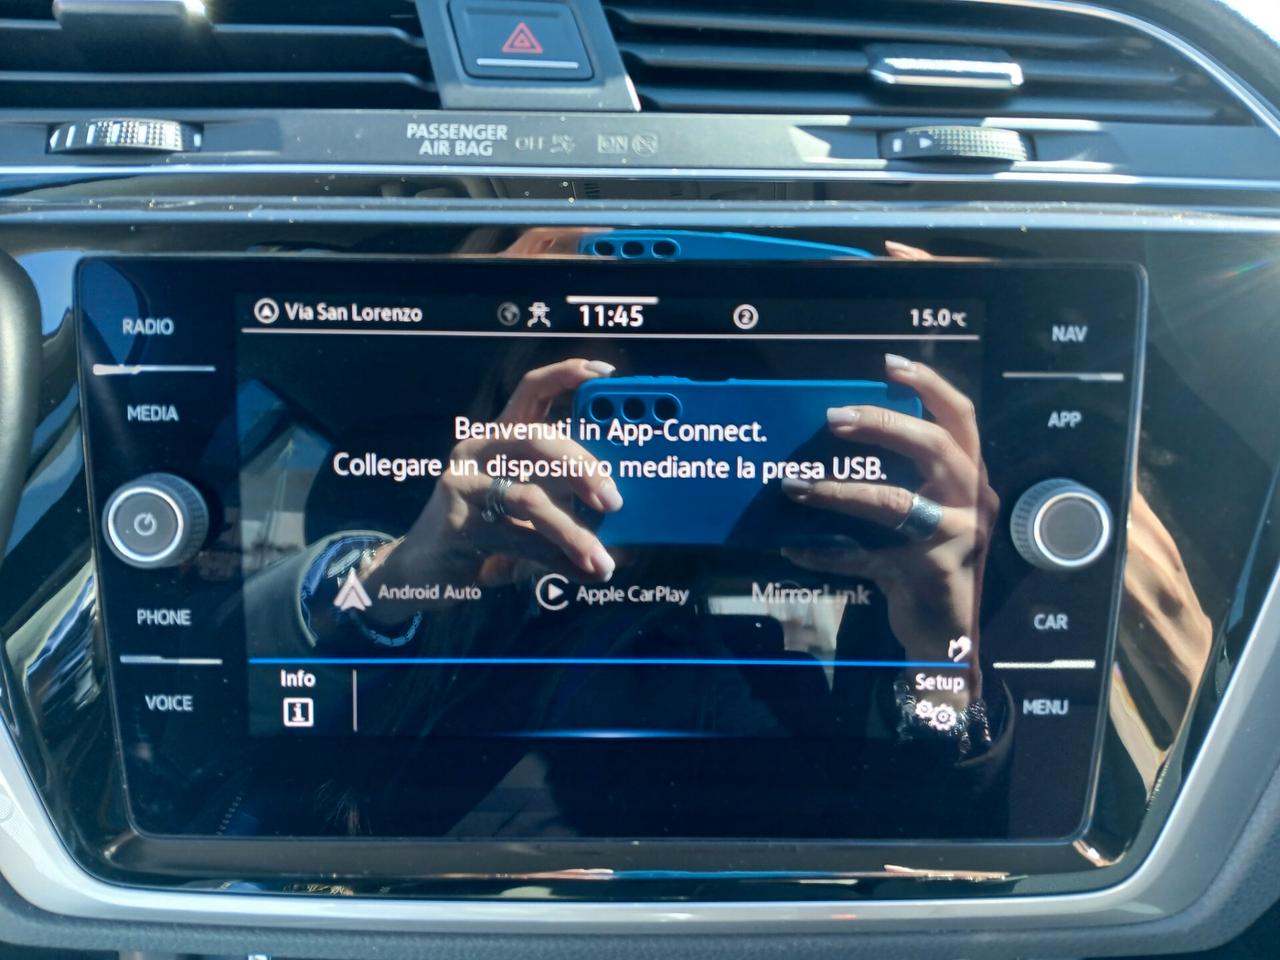 PASSENGER
AIR BAG
OFF
ON
Via San Lorenzo
11:45
2
15.0°C
RADIO
NAV
MEDIA
APP
Benvenuti in App-Connect.
Collegare un dispositivo mediante la presa USB.
Android Auto
Apple CarPlay
MirrorLink
PHONE
CAR
Info
Setup
VOICE
MENU